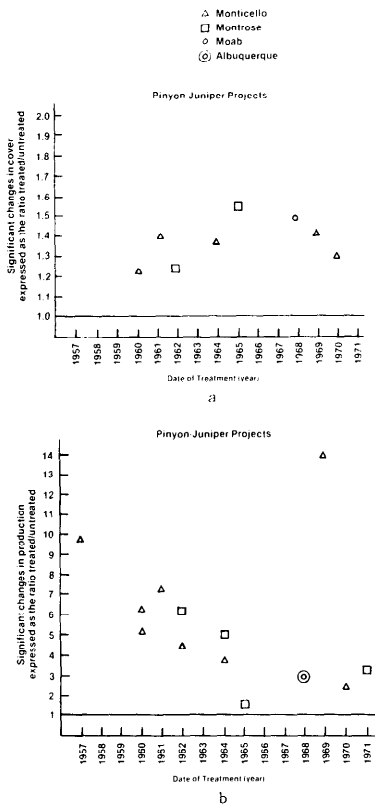 Monticello
Montrose
Moab
Albuquerque
Pinyon Juniper Projects
Significant changes in cover
expressed as the ratio treated/untreated
2.0
1.9
1.8
1.7
1.6
1.5
1.4
1.3
1.2
1.1
1.0
1957 1958 1959 1960 1961 1962 1963 1964 1965 1966 1967 1968 1969 1970 1971
Date of Treatment (year)
a
Pinyon-Juniper Projects
Significant changes in production
expressed as the ratio treated/untreated
14
13
12
11
10
9
8
7
6
5
4
3
2
1
1957 1958 1959 1960 1961 1962 1963 1964 1965 1966 1967 1968 1969 1970 1971
Date of Treatment (year)
b